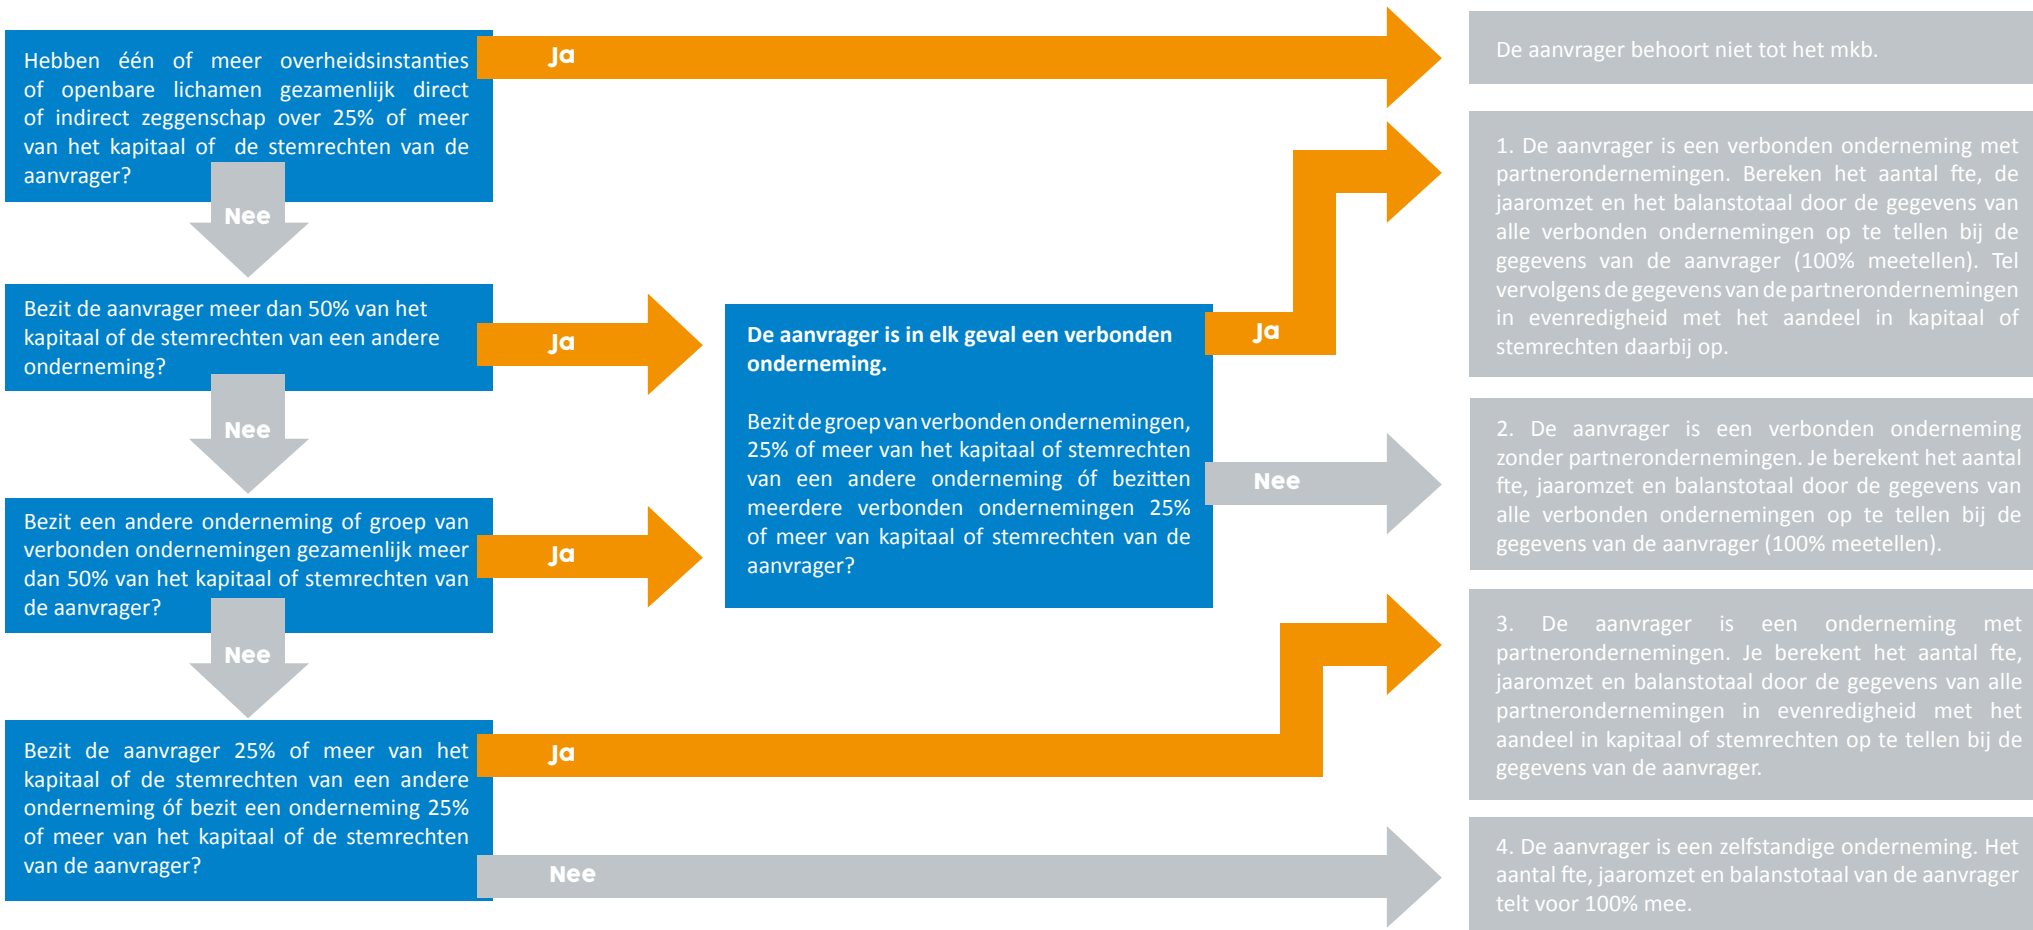 Hebben één of meer overheidsinstanties
of openbare lichamen gezamenlijk direct
of indirect zeggenschap over 25% of meer
van het kapitaal of de stemrechten van de
aanvrager?
Ja
De aanvrager behoort niet tot het mkb.
Nee
Bezit de aanvrager meer dan 50% van het
kapitaal of de stemrechten van een andere
onderneming?
Ja
Nee
Bezit een andere onderneming of groep van
verbonden ondernemingen gezamenlijk meer
dan 50% van het kapitaal of stemrechten van
de aanvrager?
Ja
Nee
De aanvrager is in elk geval een verbonden
onderneming.
Bezit de groep van verbonden ondernemingen,
25% of meer van het kapitaal of stemrechten
van een andere onderneming óf bezitten
meerdere verbonden ondernemingen 25%
of meer van kapitaal of stemrechten van de
aanvrager?
Ja
1. De aanvrager is een verbonden onderneming met
partnerondernemingen. Bereken het aantal fte, de
jaaromzet en het balanstotaal door de gegevens van
alle verbonden ondernemingen op te tellen bij de
gegevens van de aanvrager (100% meetellen). Tel
vervolgens de gegevens van de partnerondernemingen
in evenredigheid met het aandeel in kapitaal of
stemrechten daarbij op.
Nee
2. De aanvrager is een verbonden onderneming
zonder partnerondernemingen. Je berekent het aantal
fte, jaaromzet en balanstotaal door de gegevens van
alle verbonden ondernemingen op te tellen bij de
gegevens van de aanvrager (100% meetellen).
Bezit de aanvrager 25% of meer van het
kapitaal of de stemrechten van een andere
onderneming óf bezit een onderneming 25%
of meer van het kapitaal of de stemrechten
van de aanvrager?
Ja
3. De aanvrager is een onderneming met
partnerondernemingen. Je berekent het aantal fte,
jaaromzet en balanstotaal door de gegevens van alle
partnerondernemingen in evenredigheid met het
aandeel in kapitaal of stemrechten op te tellen bij de
gegevens van de aanvrager.
Nee
4. De aanvrager is een zelfstandige onderneming. Het
aantal fte, jaaromzet en balanstotaal van de aanvrager
telt voor 100% mee.